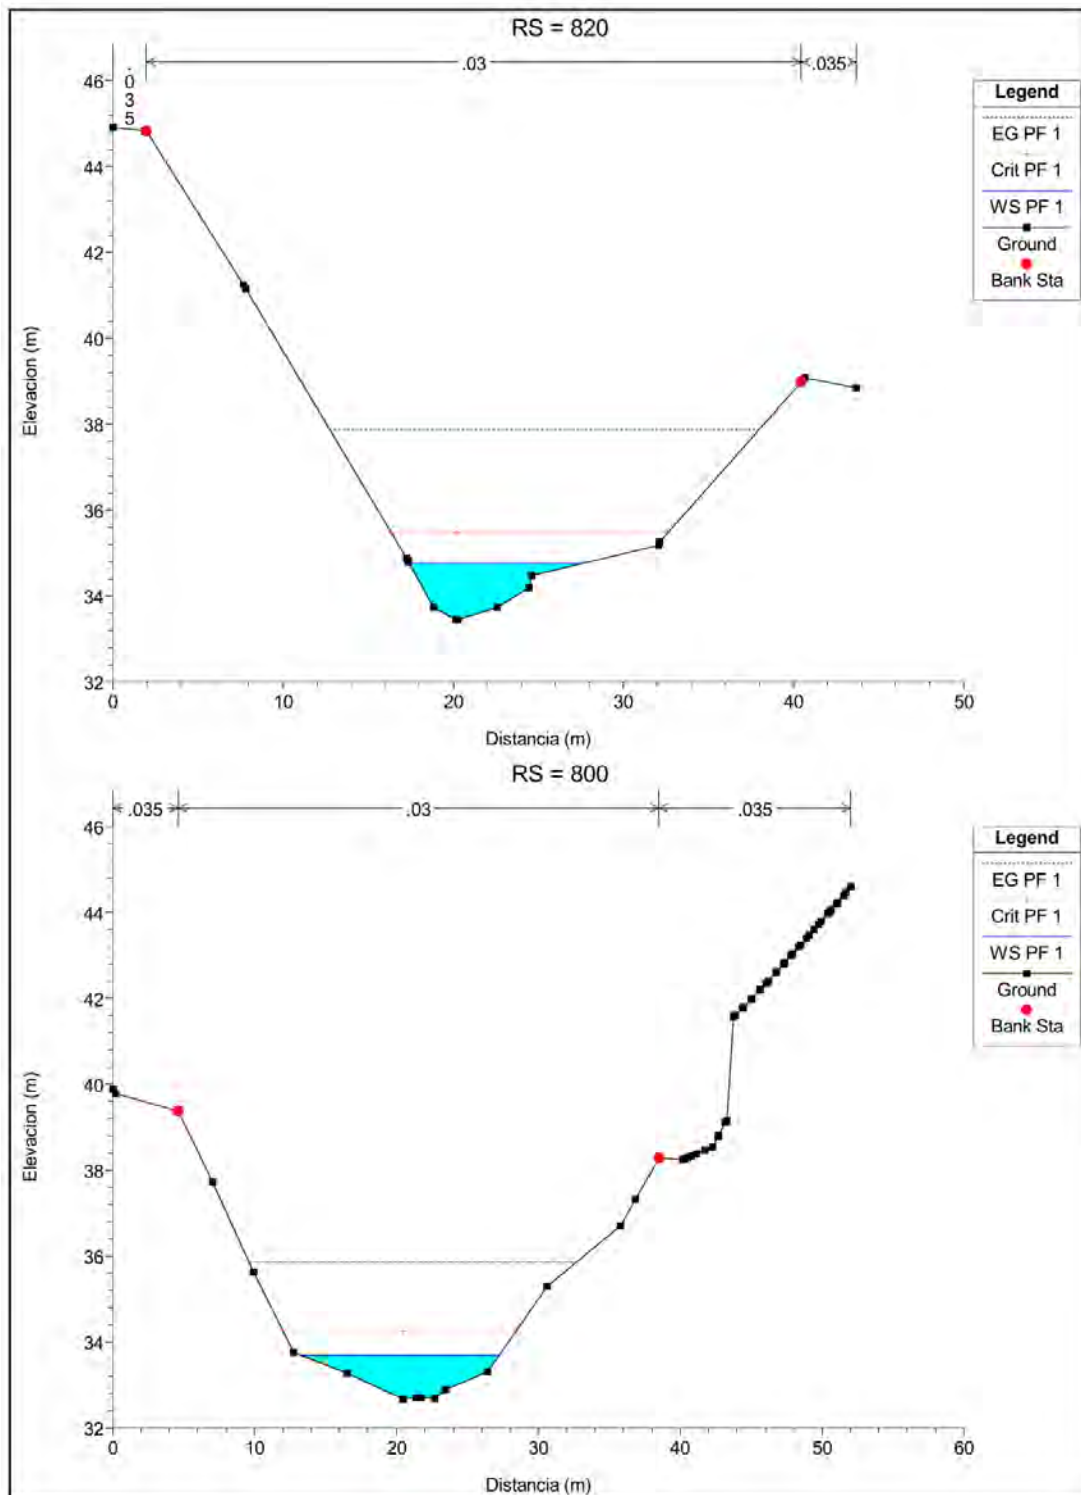 RS = 820
.035
.03
.035
46
44
42
40
38
36
34
32
Elevacion (m)
0
10
20
30
40
50
Distancia (m)
Legend
EG PF 1
Crit PF 1
WS PF 1
Ground
Bank Sta
RS = 800
.035
.03
.035
46
44
42
40
38
36
34
32
Elevacion (m)
0
10
20
30
40
50
60
Distancia (m)
Legend
EG PF 1
Crit PF 1
WS PF 1
Ground
Bank Sta